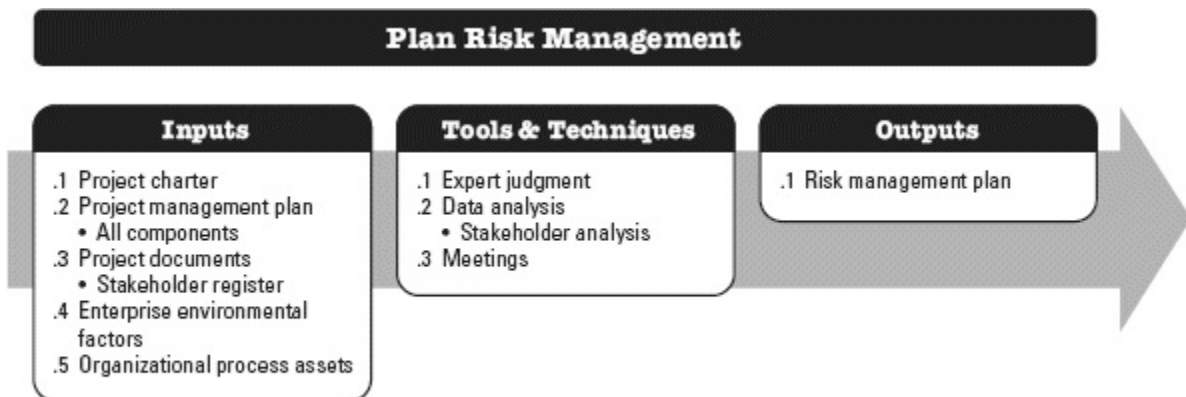 Plan Risk Management
Inputs
.1 Project charter
.2 Project management plan
• All components
.3 Project documents
• Stakeholder register
.4 Enterprise environmental
factors
.5 Organizational process assets
Tools & Techniques
.1 Expert judgment
.2 Data analysis
• Stakeholder analysis
.3 Meetings
Outputs
.1 Risk management plan